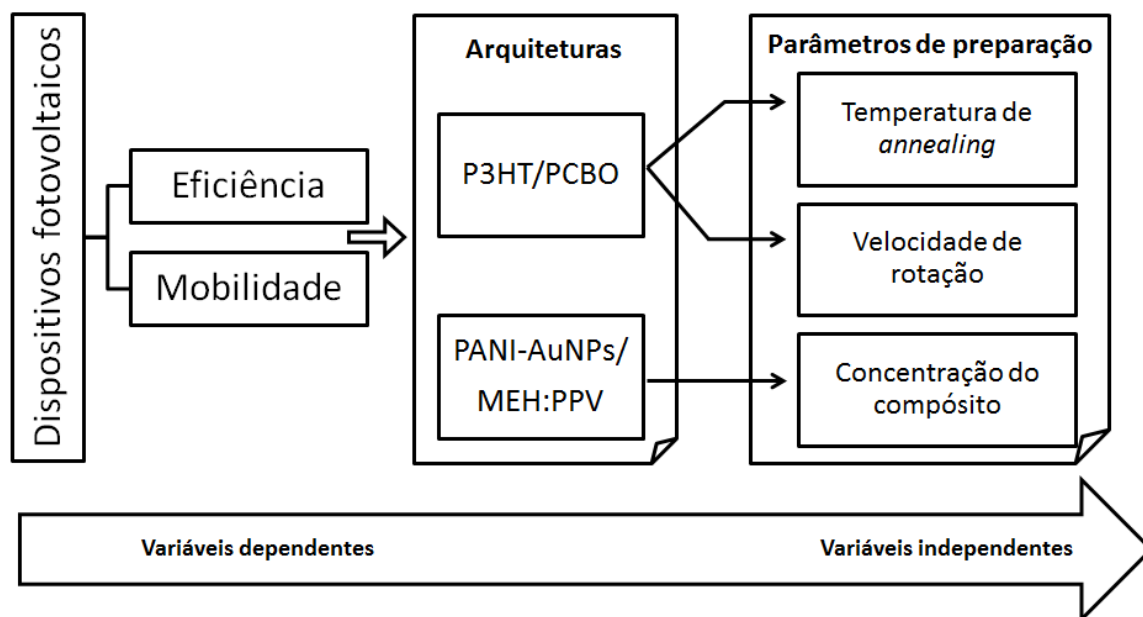 Dispositivos fotovoltaicos
Eficiência
Mobilidade
Arquiteturas
P3HT/PCBO
PANI-AuNPs/
MEH:PPV
Parâmetros de preparação
Temperatura de
annealing
Velocidade de
rotação
Concentração do
compósito
Variáveis dependentes
Variáveis independentes